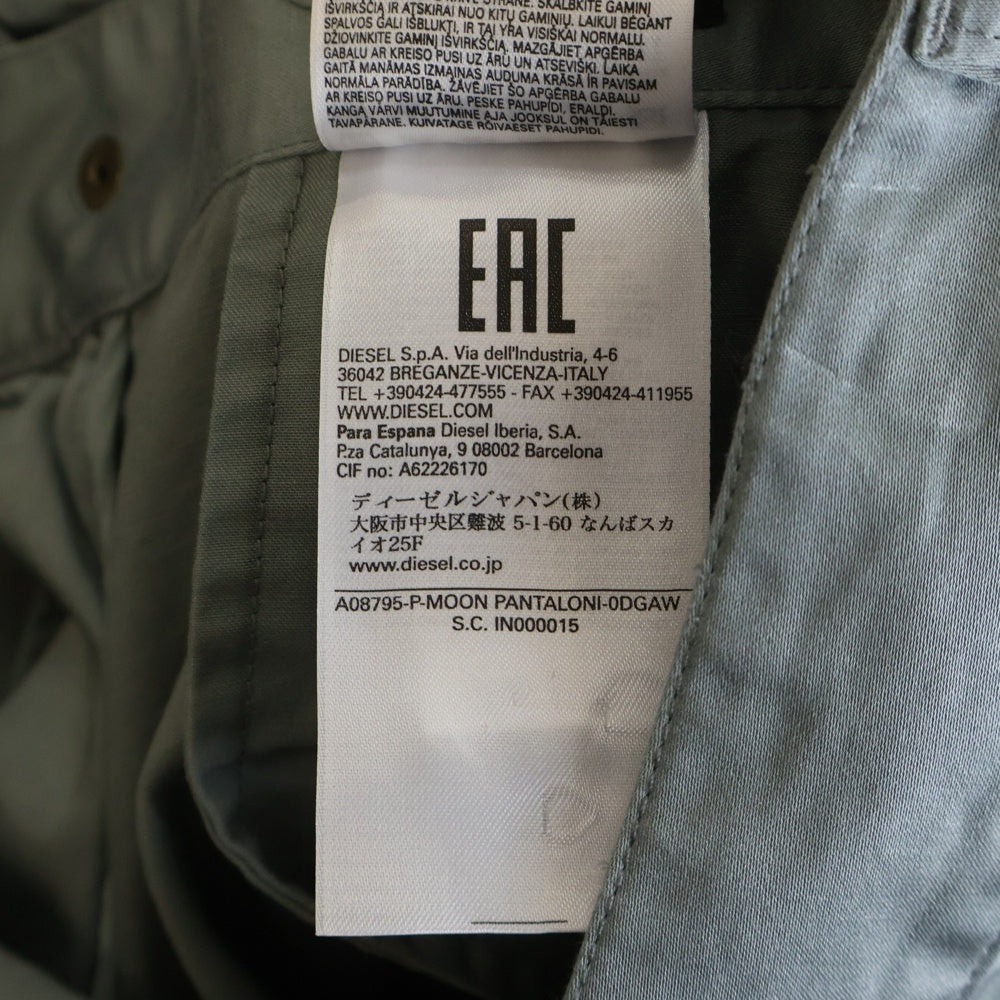 IŠVIRKŠČIĄ IR ATSKIRAI NUO KITŲ GAMINIŲ. LAIKUI BĖGANT
SPALVOS GALI IŠBLUKTI, IR TAI YRA VISIŠKAI NORMALU.
DŽIOVINKITE GAMINĮ IŠVIRKŠČIĄ. MAZGĀJIET APĢĒRBA
GABALU AR KREISO PUSI UZ ĀRU UN ATSEVIŠĶI. LAIKA
GAITĀ MANĀMAS IZMAIŅAS AUDUMA KRĀSĀ IR PAVISAM
NORMĀLA PARĀDĪBA. ŽĀVĒJIET ŠO APĢĒRBA GABALU
AR KREISO PUSI UZ ĀRU. PESKE PAHUPIDI, ERALDI.
KANGA VÄRVI MUUTUMINE AJA JOOKSUL ON TÄIESTI
TAVAPÄRANE. KUIVATAGE RÕIVAESET PAHUPIDI.
EAC
DIESEL S.p.A. Via dell'Industria, 4-6
36042 BREGANZE-VICENZA-ITALY
TEL +390424-477555 - FAX +390424-411955
WWW.DIESEL.COM
Para Espana Diesel Iberia, S.A.
P.za Catalunya, 9 08002 Barcelona
CIF no: A62226170
ディーゼルジャパン(株)
大阪市中央区難波 5-1-60 なんばスカ
イオ25F
www.diesel.co.jp
A08795-P-MOON PANTALONI-0DGAW
S.C. IN000015